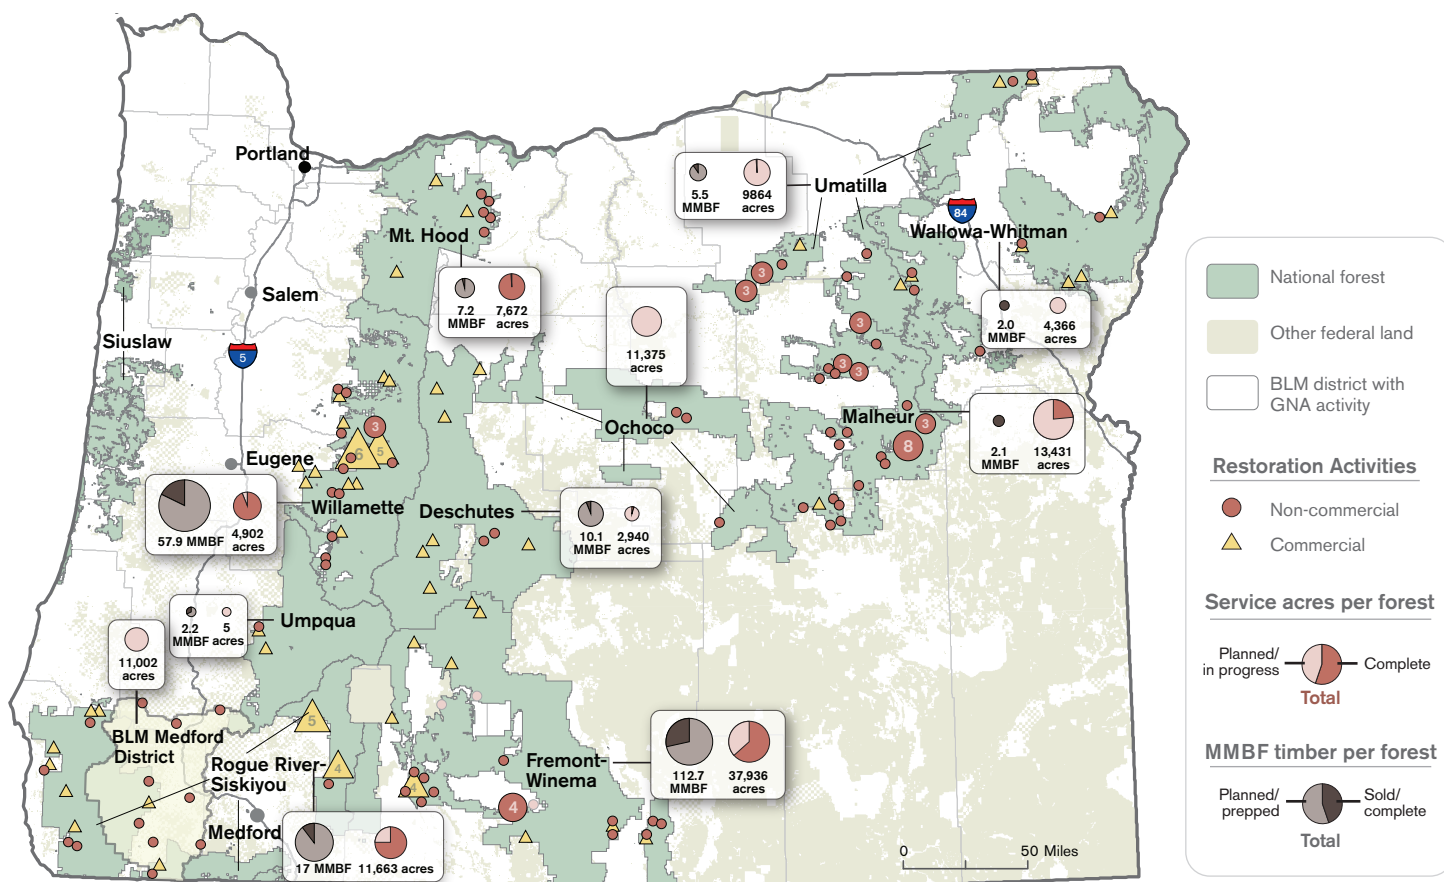 Portland
5.5
MMBF
9864
acres
Umatilla
84
Wallowa-Whitman
Mt. Hood
3
3
Salem
7.2
MMBF
7,672
acres
2.0
MMBF
4,366
acres
Siuslaw
5
11,375
acres
3
3
3
Malheur
3
2.1
MMBF
13,431
acres
Ochoco
3
6
5
8
Eugene
Willamette
57.9 MMBF
4,902
acres
Deschutes
10.1
MMBF
2,940
acres
2.2
MMBF
5
acres
Umpqua
11,002
acres
5
BLM Medford
District
Rogue River-
Siskiyou
4
4
4
Fremont-
Winema
112.7
MMBF
37,936
acres
Medford
17 MMBF
11,663 acres
0
50 Miles
National forest
Other federal land
BLM district with
GNA activity
Restoration Activities
Non-commercial
Commercial
Service acres per forest
Planned/
in progress
Complete
Total
MMBF timber per forest
Planned/
prepped
Sold/
complete
Total